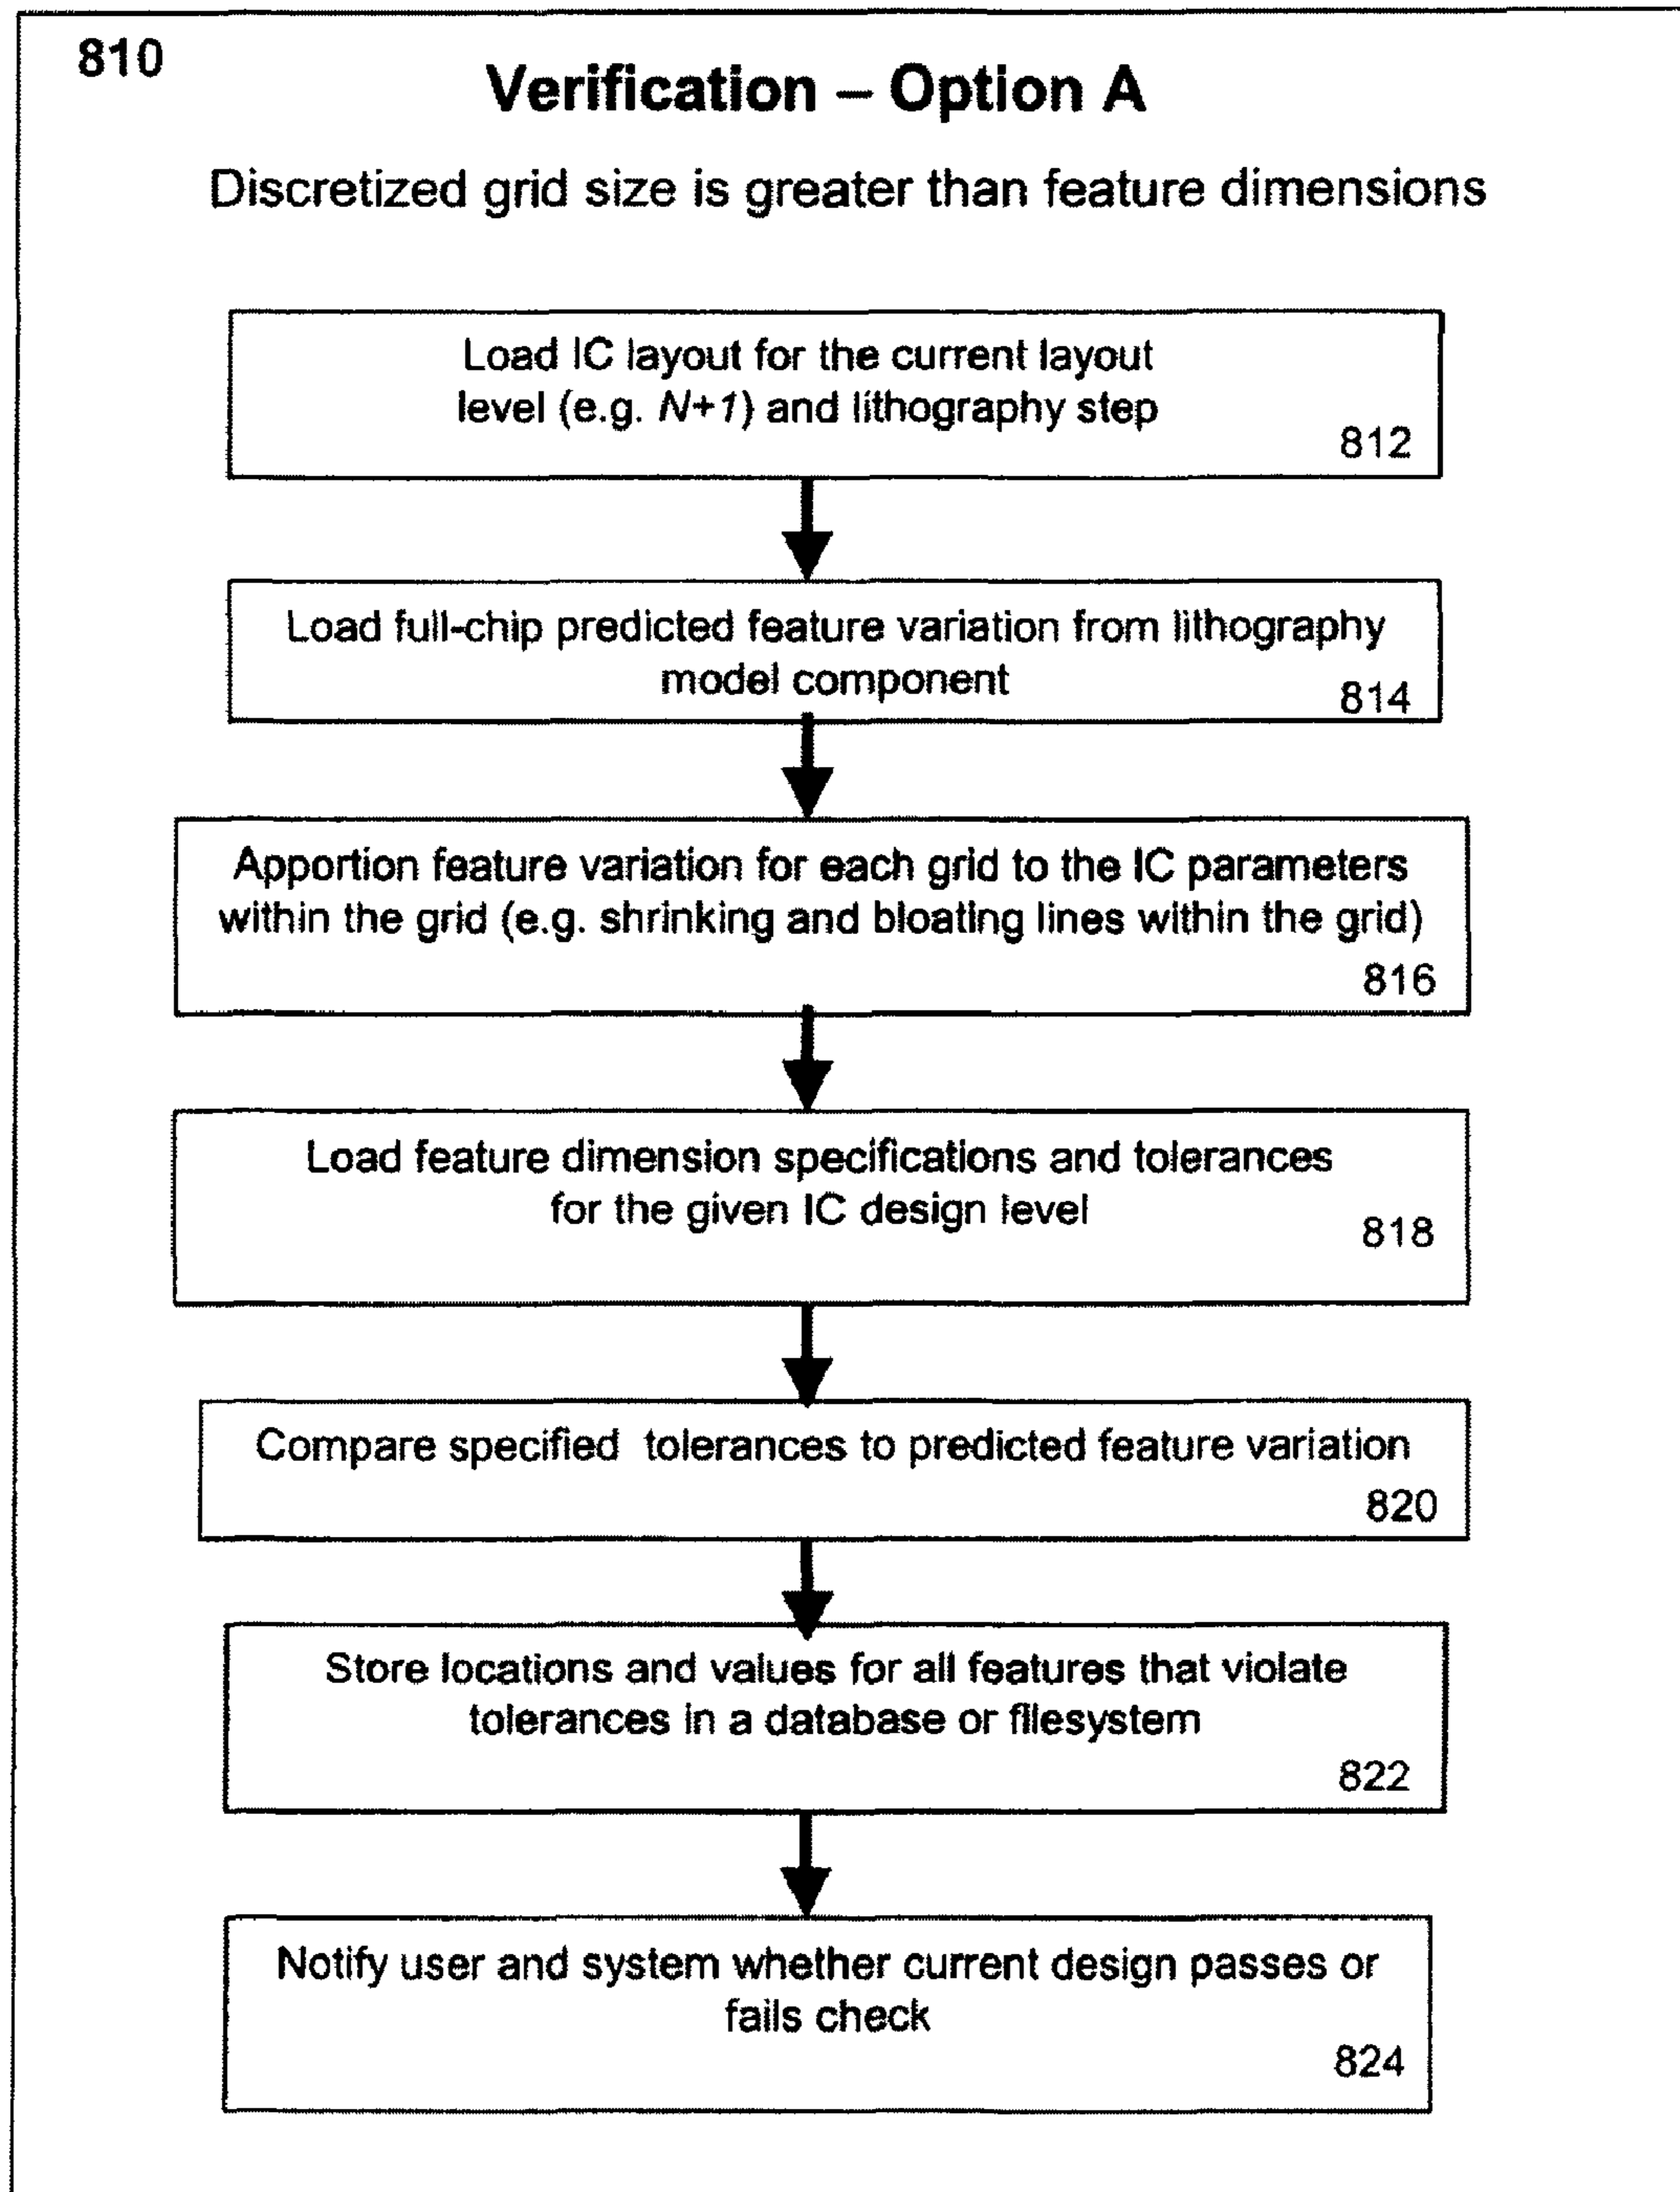 810
Verification – Option A
Discretized grid size is greater than feature dimensions
Load IC layout for the current layout
level (e.g. N+1) and lithography step
812
Load full-chip predicted feature variation from lithography
model component
814
Apportion feature variation for each grid to the IC parameters
within the grid (e.g. shrinking and bloating lines within the grid)
816
Load feature dimension specifications and tolerances
for the given IC design level
818
Compare specified tolerances to predicted feature variation
820
Store locations and values for all features that violate
tolerances in a database or filesystem
822
Notify user and system whether current design passes or
fails check
824